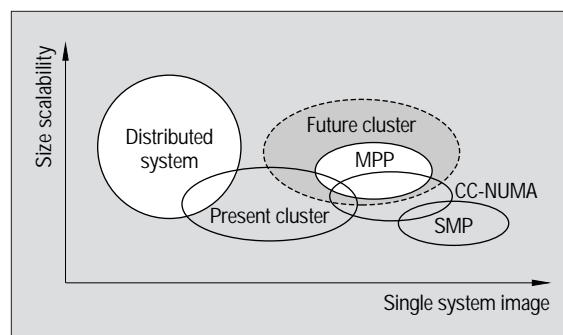 Size scalability
Distributed
system
Future cluster
MPP
CC-NUMA
Present cluster
SMP
Single system image